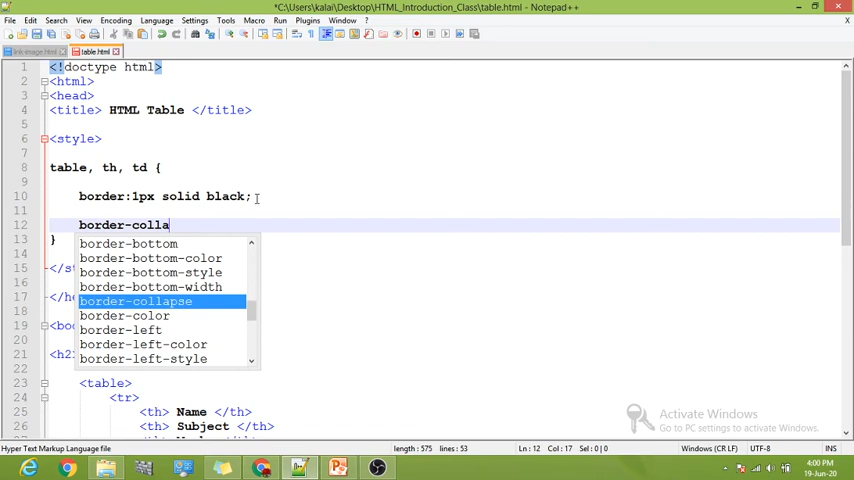 *C:\Users\kalai\Desktop\HTML_Introduction_Class\table.html - Notepad++
File Edit Search View Encoding Language Settings Tools Macro Run Plugins Window ?
link image.html table.html
1 <!doctype html>
2 <html>
3 <head>
4 <title> HTML Table </title>
5
6 <style>
7
8 table, th, td {
9
10 border:1px solid black;
11
12 border-colla
13 }
14
15 </st
16
17 </he
18
19 <boo
20
21 <h2>
border-bottom
border-bottom-color
border-bottom-style
border-bottom-width
border-collapse
border-color
border-left
border-left-color
border-left-style
23 <table>
24 <tr>
25 <th> Name </th>
26 <th> Subject </th>
27
Activate Windows
Go to PC settings to activate Windows.
Hyper Text Markup Language file length : 575 lines : 53 Ln : 12 Col : 17 Sel : 0 | 0 Windows (CR LF) UTF-8 INS
4:00 PM
19-Jun-20